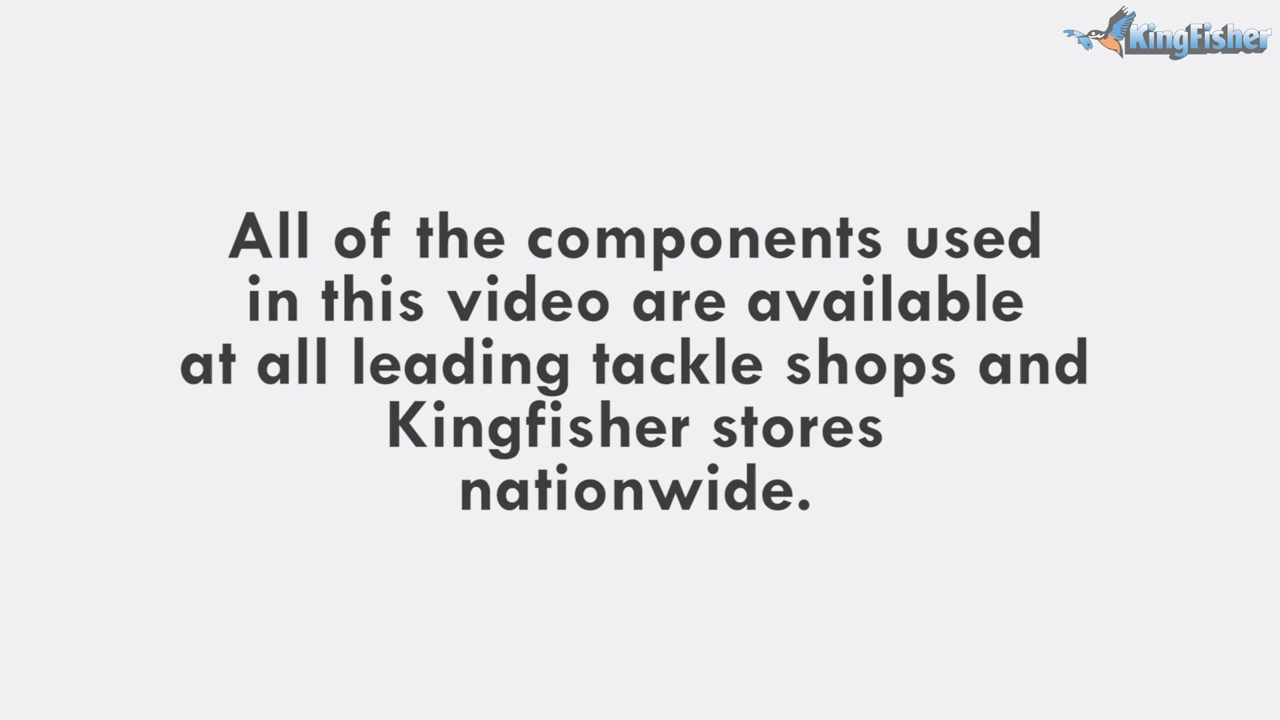 KingFisher
All of the components used
in this video are available
at all leading tackle shops and
Kingfisher stores
nationwide.